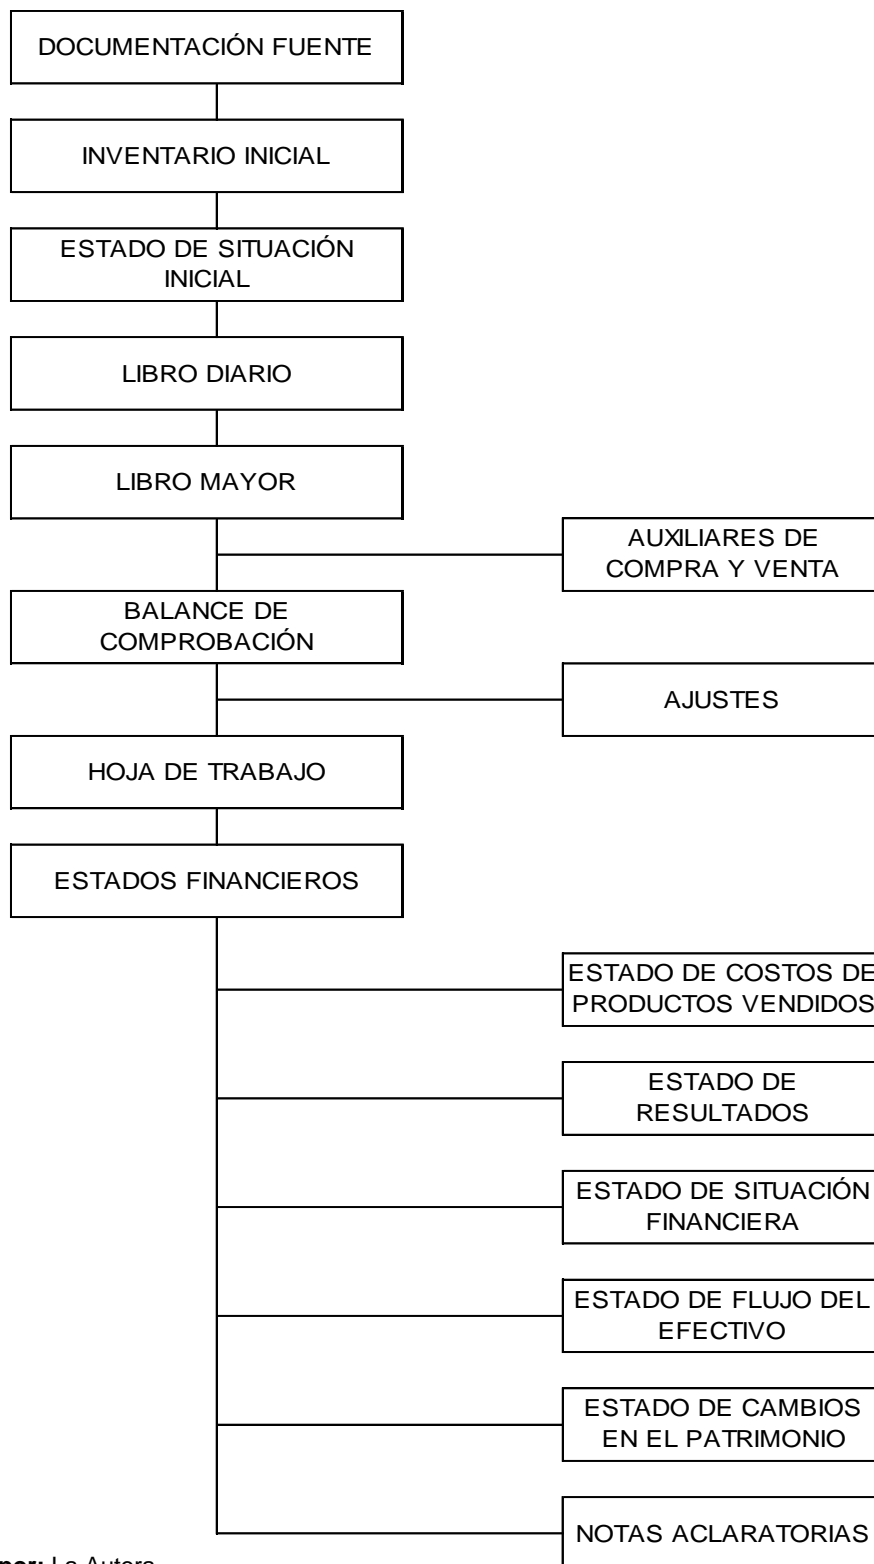 DOCUMENTACIÓN FUENTE
INVENTARIO INICIAL
ESTADO DE SITUACIÓN
INICIAL
LIBRO DIARIO
LIBRO MAYOR
AUXILIARES DE
COMPRA Y VENTA
BALANCE DE
COMPROBACIÓN
AJUSTES
HOJA DE TRABAJO
ESTADOS FINANCIEROS
ESTADO DE COSTOS DE
PRODUCTOS VENDIDOS
ESTADO DE
RESULTADOS
ESTADO DE SITUACIÓN
FINANCIERA
ESTADO DE FLUJO DEL
EFECTIVO
ESTADO DE CAMBIOS
EN EL PATRIMONIO
NOTAS ACLARATORIAS
La Autora